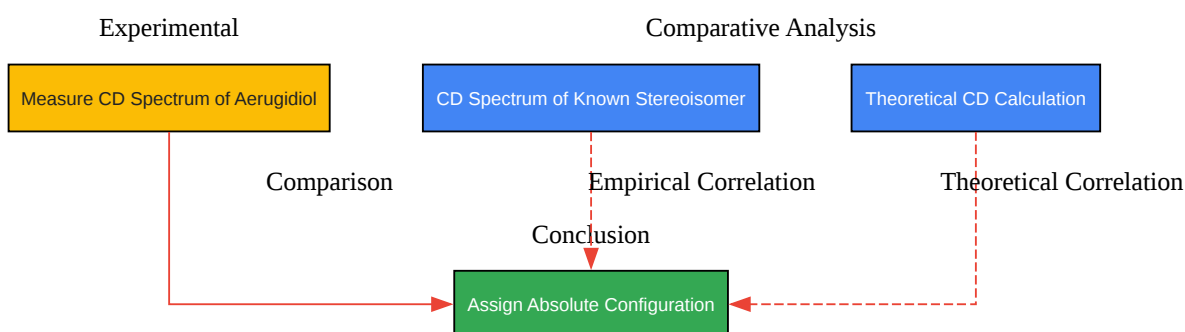 Experimental
Comparative Analysis
Measure CD Spectrum of Aerugidiol
CD Spectrum of Known Stereoisomer
Theoretical CD Calculation
Comparison
Empirical Correlation
Theoretical Correlation
Conclusion
Assign Absolute Configuration